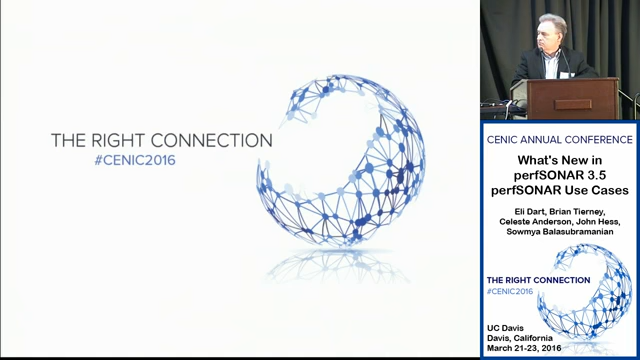 THE RIGHT CONNECTION
#CENIC2016
CENIC ANNUAL CONFERENCE
What's New in
perfSONAR 3.5
perfSONAR Use Cases
Eli Dart, Brian Tierney,
Celeste Anderson, John Hess,
Sowmya Balasubramanian
THE RIGHT CONNECTION
#CENIC2016
UC Davis
Davis, California
March 21-23, 2016